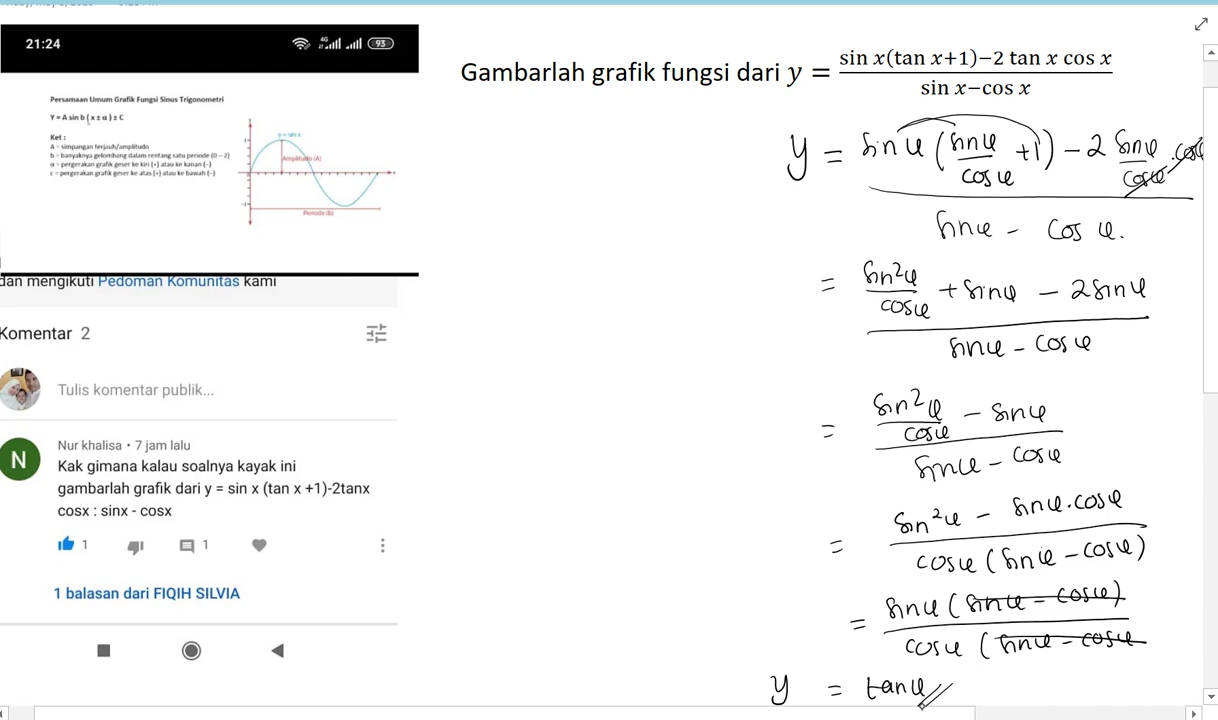 21:24
4G
93
Persamaan Umum Grafik Fungsi Sinus Trigonometri
Y = A sin b (x ± α) ± C
Ket :
A = simpangan terjauh/amplitudo
b = banyaknya gelombang dalam rentang satu periode (0 – 2)
α = pergerakan grafik geser ke kiri (+) atau ke kanan (-)
c = pergerakan grafik geser ke atas (+) atau ke bawah (-)
y = sin x
Amplitudo (A)
Periode (b)
dan mengikuti Pedoman Komunitas kami
Komentar 2
Tulis komentar publik...
N
Nur khalisa • 7 jam lalu
Kak gimana kalau soalnya kayak ini
gambarlah grafik dari y = sin x (tan x +1)-2tanx
cosx : sinx - cosx
1
1
1 balasan dari FIQIH SILVIA
Gambarlah grafik fungsi dari y = sin x(tan x+1)−2 tan x cos x / sin x−cos x
y = sin x (sin x / cos x + 1) - 2 sin x / cos x . cos x
sin x - cos x.
= sin²x / cos x + sin x - 2 sin x
sin x - cos x
= sin²x / cos x - sin x
sin x - cos x
= sin²x - sin x . cos x
cos x (sin x - cos x)
= sin x (sin x - cos x)
cos x (sin x - cos x
y = tan x //